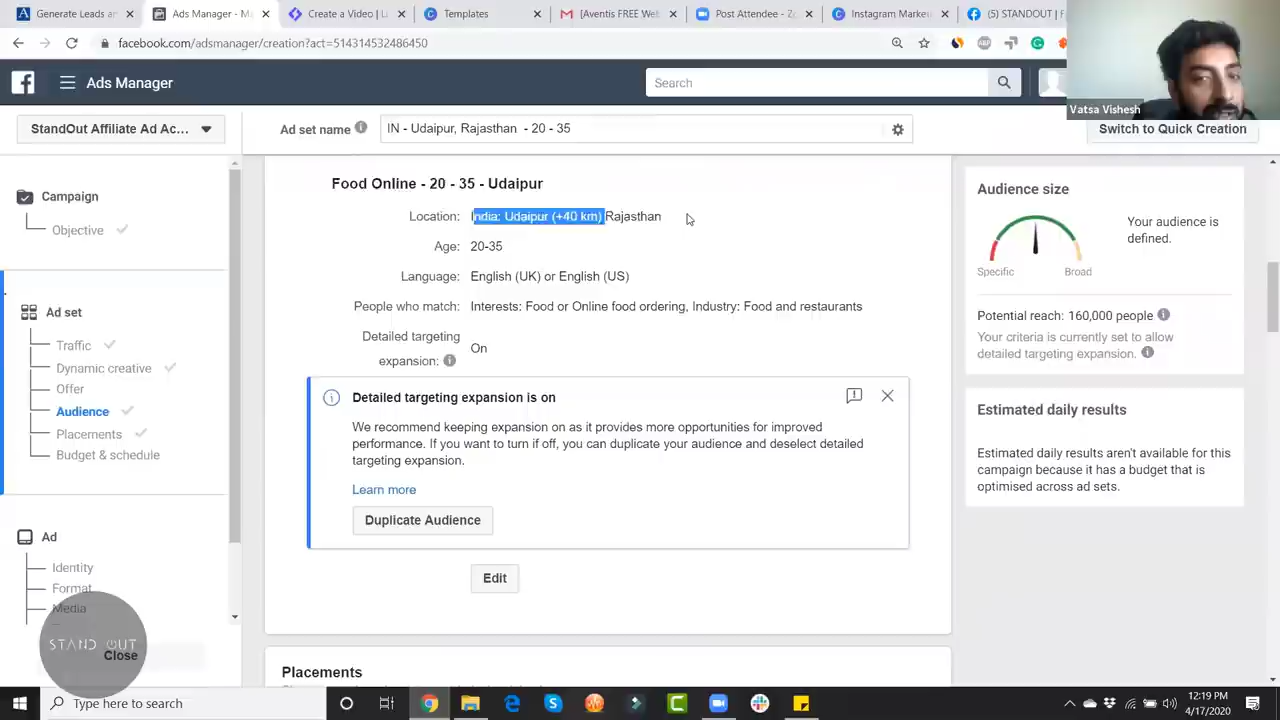 Generate Leads an
Ads Manager - M
Create a Video | Lu
Templates
[Aventis FREE Web
Post Attendee - Zo
Instagram Marketi
(5) STANDOUT | F
facebook.com/adsmanager/creation?act=514314532486450
ABP
Ads Manager
Search
Vatsa Vishesh
StandOut Affiliate Ad Ac...
Ad set name
IN - Udaipur, Rajasthan - 20 - 35
Switch to Quick Creation
Campaign
Objective
Ad set
Traffic
Dynamic creative
Offer
Audience
Placements
Budget & schedule
Ad
Identity
Format
Media
STAND OUT
Close
Food Online - 20 - 35 - Udaipur
Location: India: Udaipur (+40 km) Rajasthan
Age: 20-35
Language: English (UK) or English (US)
People who match: Interests: Food or Online food ordering, Industry: Food and restaurants
Detailed targeting
expansion: On
Detailed targeting expansion is on
We recommend keeping expansion on as it provides more opportunities for improved
performance. If you want to turn if off, you can duplicate your audience and deselect detailed
targeting expansion.
Learn more
Duplicate Audience
Edit
Placements
Audience size
Your audience is
defined.
Specific
Broad
Potential reach: 160,000 people
Your criteria is currently set to allow
detailed targeting expansion.
Estimated daily results
Estimated daily results aren't available for this
campaign because it has a budget that is
optimised across ad sets.
Type here to search
12:19 PM
4/17/2020